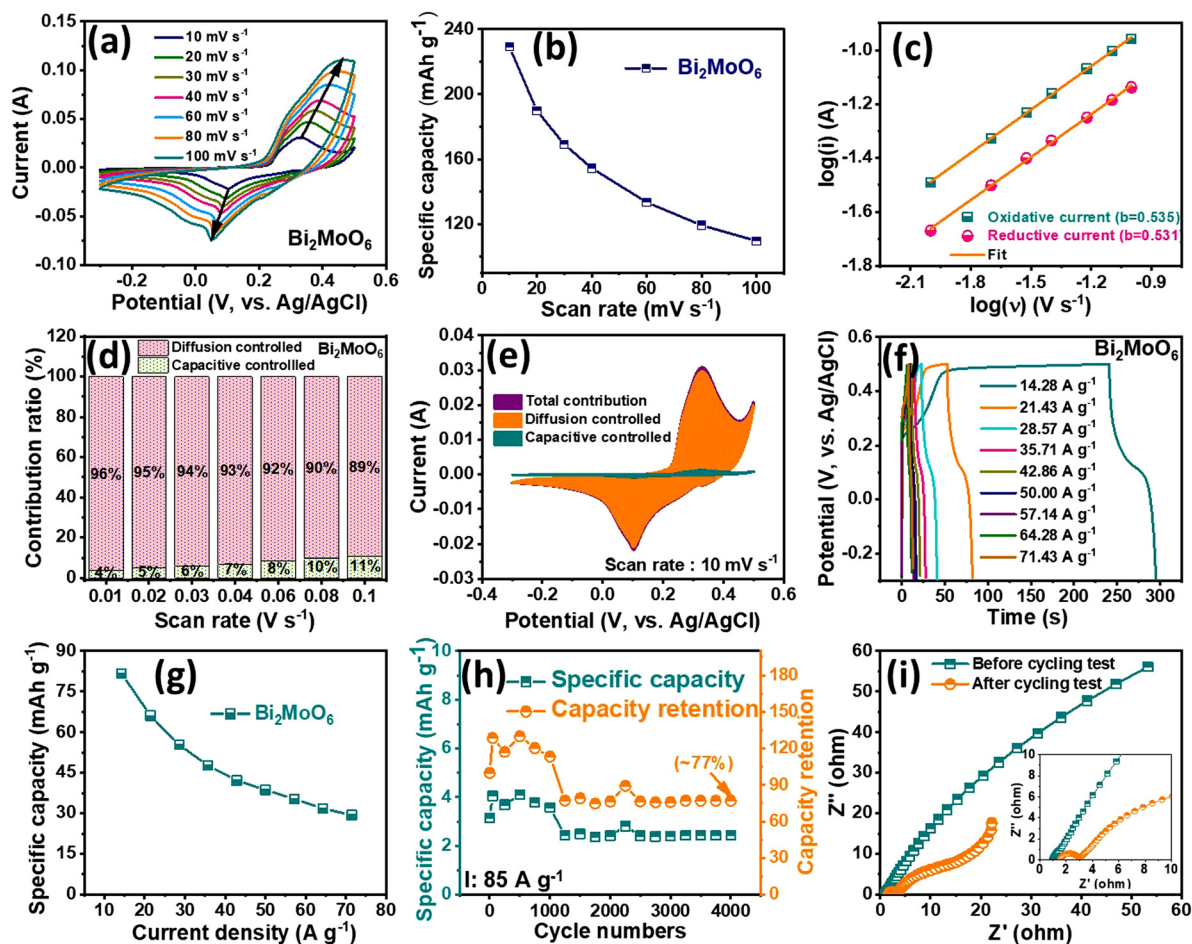 (a)
10 mV s-1
20 mV s-1
30 mV s-1
40 mV s-1
60 mV s-1
80 mV s-1
100 mV s-1
Bi2MoO6
Current (A)
0.15
0.10
0.05
0.00
-0.05
-0.10
-0.4 -0.2 0.0 0.2 0.4 0.6
Potential (V, vs. Ag/AgCl)
(b)
Bi2MoO6
Specific capacity (mAh g-1)
240
200
160
120
0 20 40 60 80 100
Scan rate (mV s-1)
(c)
log(i) (A)
-1.0
-1.2
-1.4
-1.6
-1.8
Oxidative current (b=0.535)
Reductive current (b=0.531)
Fit
-2.1 -1.8 -1.5 -1.2 -0.9
log(ν) (V s-1)
(d)
Diffusion controlled
Capacitive controllled
Bi2MoO6
Contribution ratio (%)
120
100
80
60
40
20
0
96% 95% 94% 93% 92% 90% 89%
4% 5% 6% 7% 8% 10% 11%
0.01 0.02 0.03 0.04 0.06 0.08 0.1
Scan rate (V s-1)
(e)
Total contribution
Diffusion controlled
Capacitive controlled
Current (A)
0.04
0.03
0.02
0.01
0.00
-0.01
-0.02
-0.03
Scan rate : 10 mV s-1
-0.4 -0.2 0.0 0.2 0.4 0.6
Potential (V, vs. Ag/AgCl)
(f)
Bi2MoO6
14.28 A g-1
21.43 A g-1
28.57 A g-1
35.71 A g-1
42.86 A g-1
50.00 A g-1
57.14 A g-1
64.28 A g-1
71.43 A g-1
Potential (V, vs. Ag/AgCl)
0.6
0.4
0.2
0.0
-0.2
0 50 100 150 200 250 300
Time (s)
(g)
Bi2MoO6
Specific capacity (mAh g-1)
90
75
60
45
30
15
0
10 20 30 40 50 60 70 80
Current density (A g-1)
(h)
Specific capacity
Capacity retention
(~77%)
I: 85 A g-1
Specific capacity (mAh g-1)
10
8
6
4
2
0
180
150
120
90
60
30
0
Capacity retention
0 1000 2000 3000 4000
Cycle numbers
(i)
Before cycling test
After cycling test
Z'' (ohm)
60
50
40
30
20
10
0
0 10 20 30 40 50 60
Z' (ohm)
Z'' (ohm)
10
8
6
4
2
0
0 2 4 6 8 10
Z' (ohm)